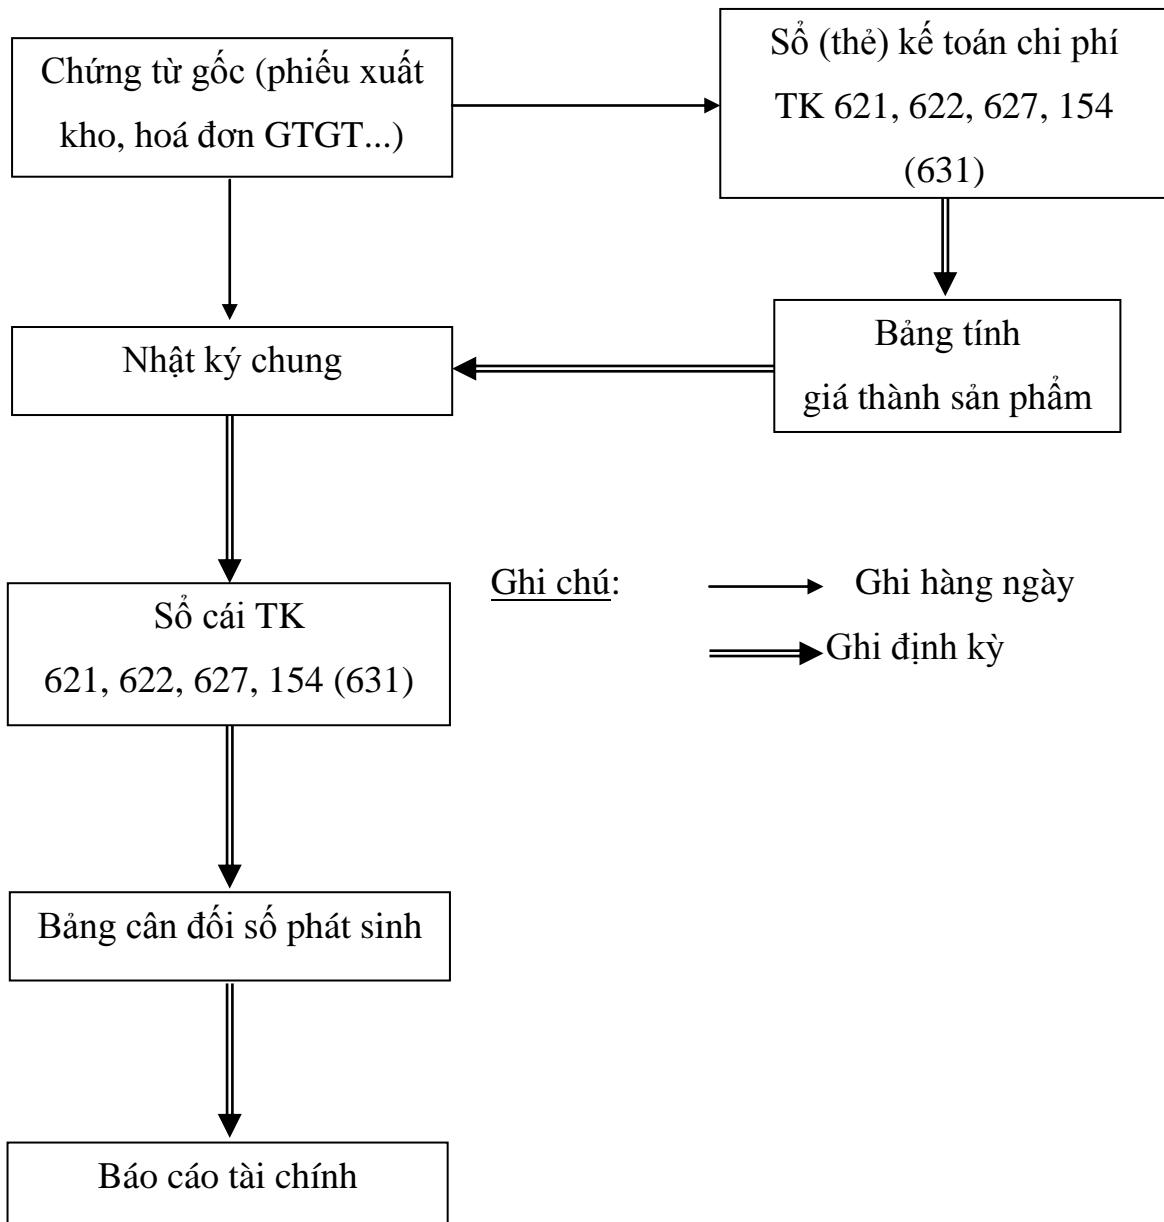 Chứng từ gốc (phiếu xuất
kho, hoá đơn GTGT...)
Sổ (thẻ) kế toán chi phí
TK 621, 622, 627, 154
(631)
Nhật ký chung
Bảng tính
giá thành sản phẩm
Sổ cái TK
621, 622, 627, 154 (631)
Ghi chú:
Ghi hàng ngày
Ghi định kỳ
Bảng cân đối số phát sinh
Báo cáo tài chính